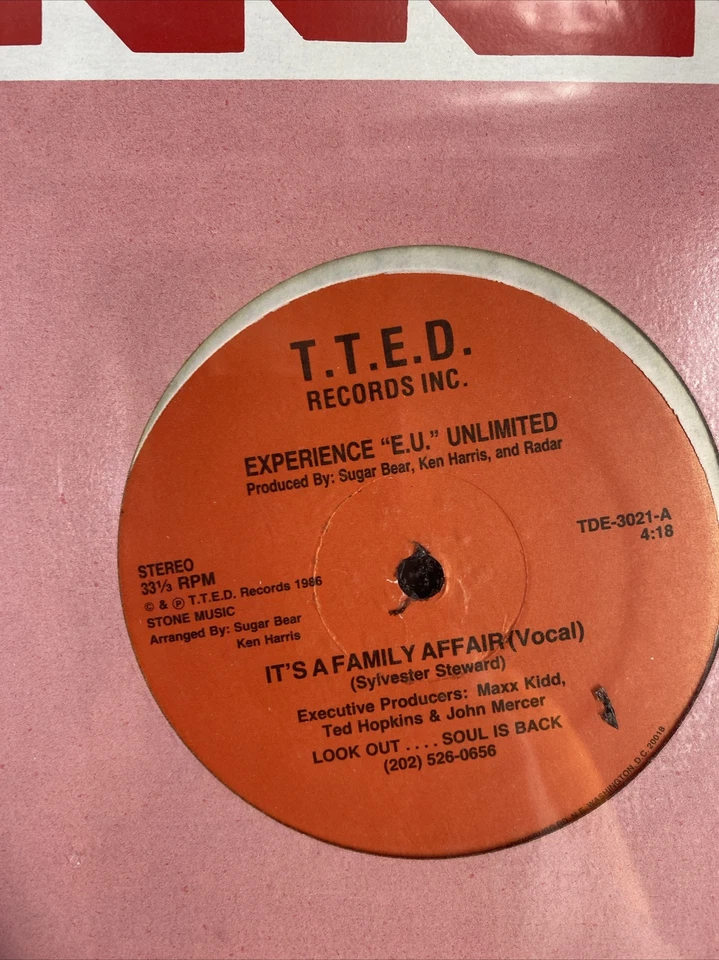 T.T.E.D.
RECORDS INC.
EXPERIENCE “E.U.” UNLIMITED
Produced By: Sugar Bear, Ken Harris, and Radar
TDE-3021-A
4:18
STEREO
33⅓ RPM
© & ℗ T.T.E.D. Records 1986
STONE MUSIC
Arranged By: Sugar Bear
Ken Harris
IT'S A FAMILY AFFAIR (Vocal)
(Sylvester Steward)
Executive Producers: Maxx Kidd,
Ted Hopkins & John Mercer
LOOK OUT .... SOUL IS BACK
(202) 526-0656
WASHINGTON, D.C. 20018